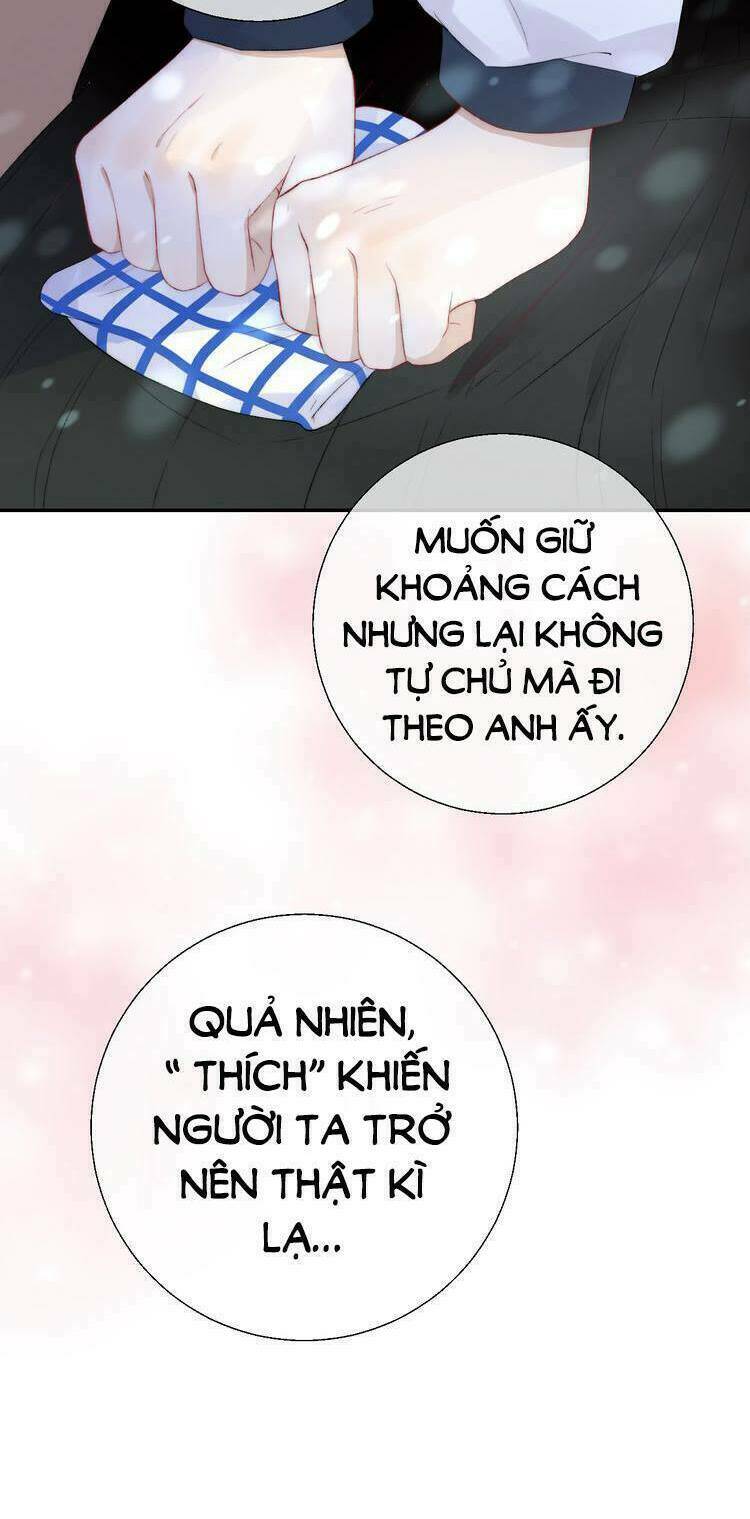 MUỐN GIỮ
KHOẢNG CÁCH
NHƯNG LẠI KHÔNG
TỰ CHỦ MÀ ĐI
THEO ANH ẤY.
QUẢ NHIÊN,
“ THÍCH” KHIẾN
NGƯỜI TA TRỞ
NÊN THẬT KÌ
LẠ...